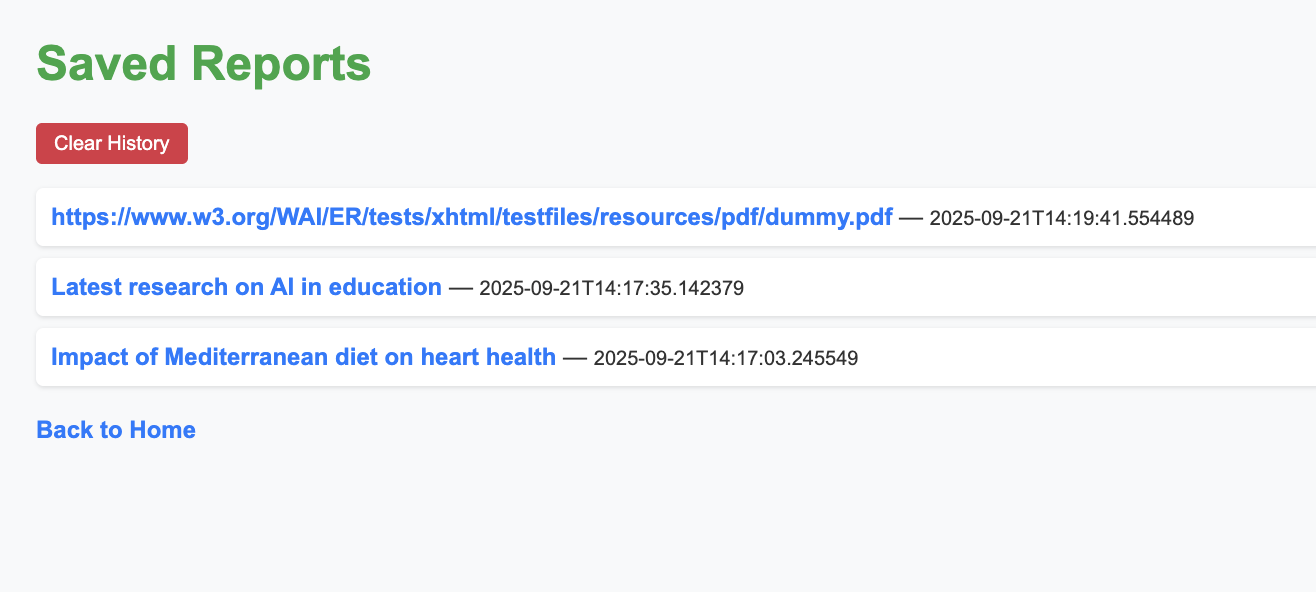 Saved Reports
Clear History
https://www.w3.org/WAI/ER/tests/xhtml/testfiles/resources/pdf/dummy.pdf — 2025-09-21T14:19:41.554489
Latest research on AI in education — 2025-09-21T14:17:35.142379
Impact of Mediterranean diet on heart health — 2025-09-21T14:17:03.245549
Back to Home